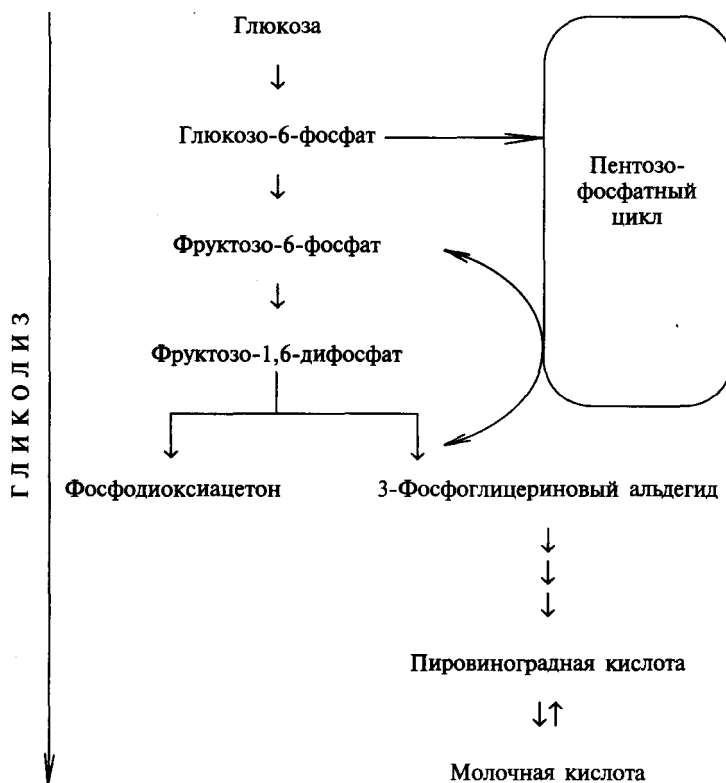 Глюкоза
Глюкозо-6-фосфат
Пентозо-
фосфатный
цикл
Фруктозо-6-фосфат
Фруктозо-1,6-дифосфат
ГЛИКОЛИЗ
Фосфодиоксиацетон
3-Фосфоглицериновый альдегид
Пировиноградная кислота
Молочная кислота